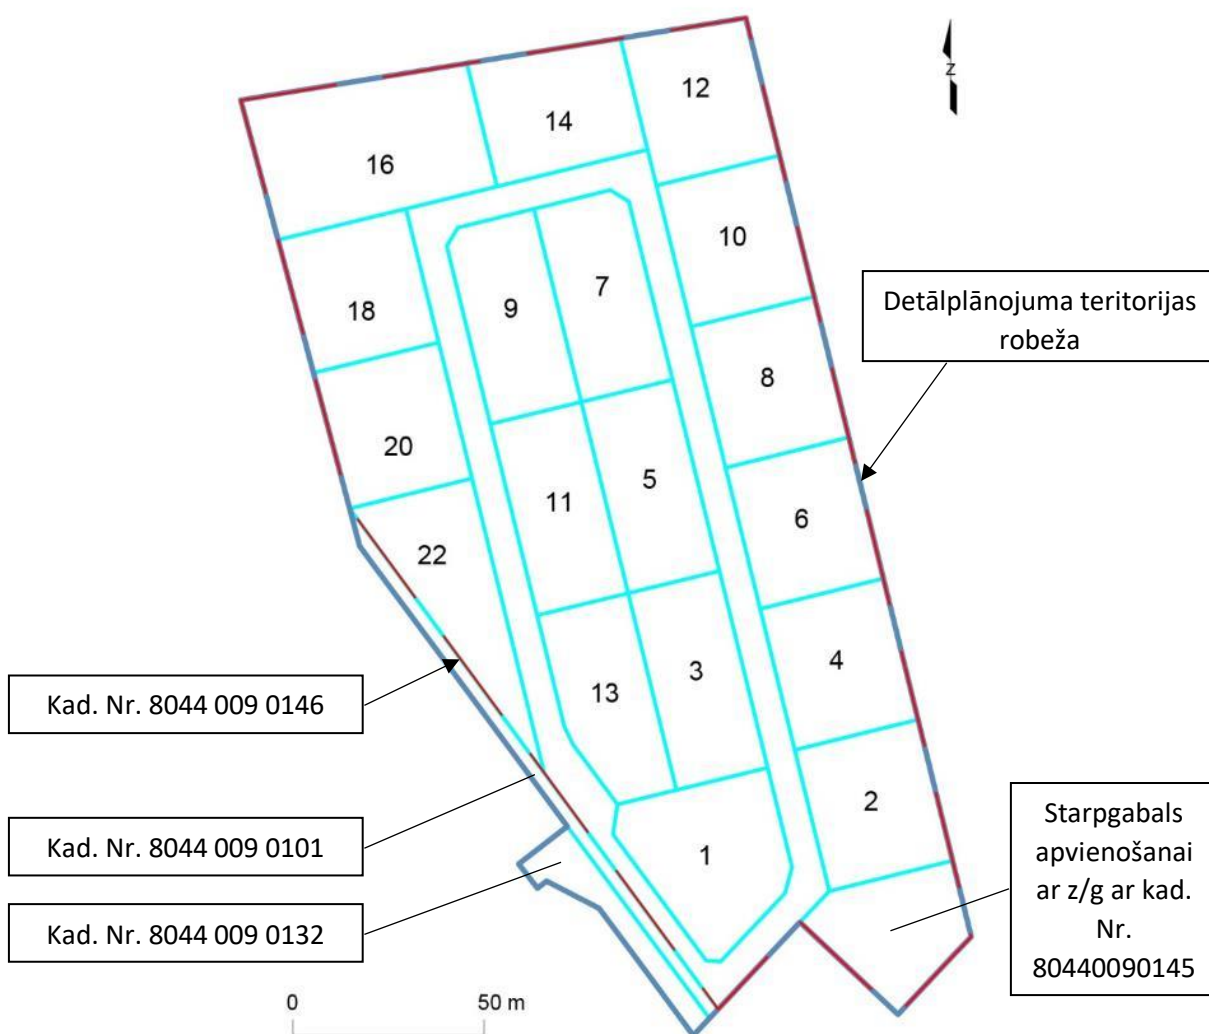 z
12
14
16
10
7
9
18
Detālplānojuma teritorijas
robeža
8
20
5
11
6
22
4
3
13
Kad. Nr. 8044 009 0146
2
Starpgabals
apvienošanai
ar z/g ar kad.
Nr.
80440090145
1
Kad. Nr. 8044 009 0101
Kad. Nr. 8044 009 0132
0
50 m